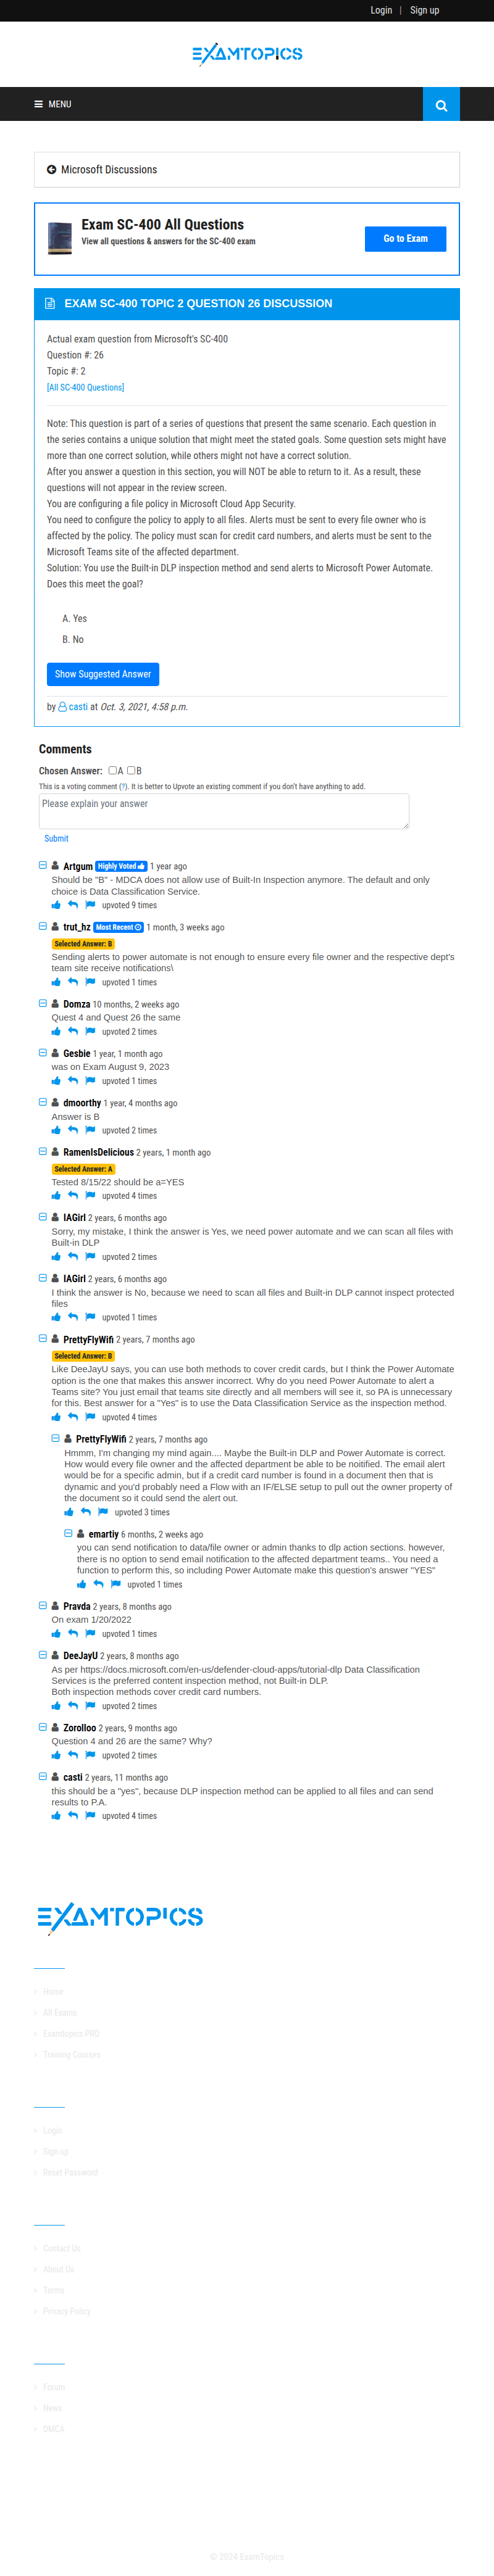 Login | Sign up
EXAMTOPICS
MENU
Microsoft Discussions
Exam SC-400 All Questions
View all questions & answers for the SC-400 exam
Go to Exam
EXAM SC-400 TOPIC 2 QUESTION 26 DISCUSSION
Actual exam question from Microsoft's SC-400
Question #: 26
Topic #: 2
[All SC-400 Questions]
Note: This question is part of a series of questions that present the same scenario. Each question in
the series contains a unique solution that might meet the stated goals. Some question sets might have
more than one correct solution, while others might not have a correct solution.
After you answer a question in this section, you will NOT be able to return to it. As a result, these
questions will not appear in the review screen.
You are configuring a file policy in Microsoft Cloud App Security.
You need to configure the policy to apply to all files. Alerts must be sent to every file owner who is
affected by the policy. The policy must scan for credit card numbers, and alerts must be sent to the
Microsoft Teams site of the affected department.
Solution: You use the Built-in DLP inspection method and send alerts to Microsoft Power Automate.
Does this meet the goal?
A. Yes
B. No
Show Suggested Answer
by casti at Oct. 3, 2021, 4:58 p.m.
Comments
Chosen Answer: A B
This is a voting comment (?). It is better to Upvote an existing comment if you don't have anything to add.
Please explain your answer
Submit
Artgum Highly Voted 1 year ago
Should be "B" - MDCA does not allow use of Built-In Inspection anymore. The default and only
choice is Data Classification Service.
upvoted 9 times
trut_hz Most Recent 1 month, 3 weeks ago
Selected Answer: B
Sending alerts to power automate is not enough to ensure every file owner and the respective dept's
team site receive notifications\
upvoted 1 times
Domza 10 months, 2 weeks ago
Quest 4 and Quest 26 the same
upvoted 2 times
Gesbie 1 year, 1 month ago
was on Exam August 9, 2023
upvoted 1 times
dmoorthy 1 year, 4 months ago
Answer is B
upvoted 2 times
RamenIsDelicious 2 years, 1 month ago
Selected Answer: A
Tested 8/15/22 should be a=YES
upvoted 4 times
IAGirl 2 years, 6 months ago
Sorry, my mistake, I think the answer is Yes, we need power automate and we can scan all files with
Built-in DLP
upvoted 2 times
IAGirl 2 years, 6 months ago
I think the answer is No, because we need to scan all files and Built-in DLP cannot inspect protected
files
upvoted 1 times
PrettyFlyWifi 2 years, 7 months ago
Selected Answer: B
Like DeeJayU says, you can use both methods to cover credit cards, but I think the Power Automate
option is the one that makes this answer incorrect. Why do you need Power Automate to alert a
Teams site? You just email that teams site directly and all members will see it, so PA is unnecessary
for this. Best answer for a "Yes" is to use the Data Classification Service as the inspection method.
upvoted 4 times
PrettyFlyWifi 2 years, 7 months ago
Hmmm, I'm changing my mind again.... Maybe the Built-in DLP and Power Automate is correct.
How would every file owner and the affected department be able to be noitified. The email alert
would be for a specific admin, but if a credit card number is found in a document then that is
dynamic and you'd probably need a Flow with an IF/ELSE setup to pull out the owner property of
the document so it could send the alert out.
upvoted 3 times
emartiy 6 months, 2 weeks ago
you can send notification to data/file owner or admin thanks to dlp action sections. however,
there is no option to send email notification to the affected department teams.. You need a
function to perform this, so including Power Automate make this question's answer "YES"
upvoted 1 times
Pravda 2 years, 8 months ago
On exam 1/20/2022
upvoted 1 times
DeeJayU 2 years, 8 months ago
As per https://docs.microsoft.com/en-us/defender-cloud-apps/tutorial-dlp Data Classification
Services is the preferred content inspection method, not Built-in DLP.
Both inspection methods cover credit card numbers.
upvoted 2 times
Zorolloo 2 years, 9 months ago
Question 4 and 26 are the same? Why?
upvoted 2 times
casti 2 years, 11 months ago
this should be a "yes", because DLP inspection method can be applied to all files and can send
results to P.A.
upvoted 4 times
EXAMTOPICS
Home
All Exams
Examtopics PRO
Training Courses
Login
Sign up
Reset Password
Contact Us
About Us
Terms
Privacy Policy
Forum
News
DMCA
© 2024 ExamTopics